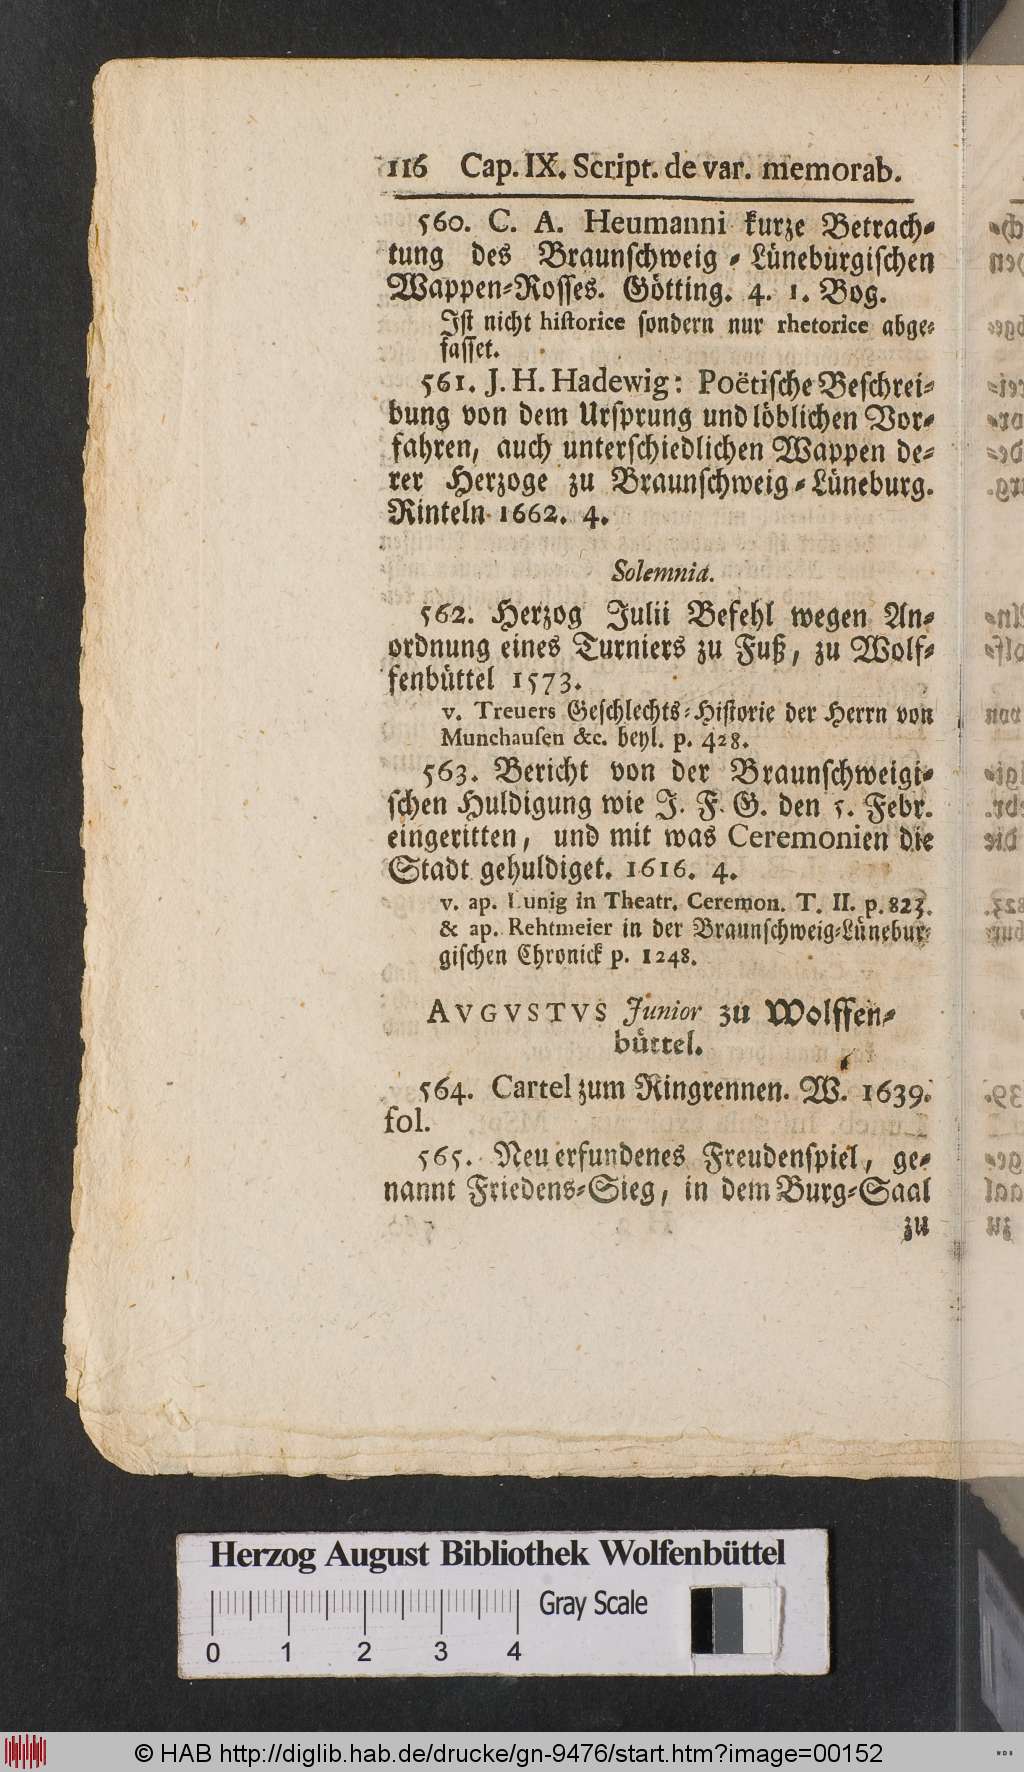 116 Cap. IX. Script. de var. memorab.
560. C. A. Heumanni kurze Betrach-
tung des Braunschweig-Lüneburgischen
Wappen-Rosses. Götting. 4. 1. Bog.
Ist nicht historice sondern nur rhetorice abge-
fasset.
561. J. H. Hadewig: Poëtische Beschrei-
bung von dem Ursprung und löblichen Vor-
fahren, auch unterschiedlichen Wappen de-
rer Herzoge zu Braunschweig-Lüneburg.
Rinteln 1662. 4.
Solemnia.
562. Herzog Julii Befehl wegen An-
ordnung eines Turniers zu Fuß, zu Wolf-
fenbüttel 1573.
v. Treuers Geschlechts-Historie der Herrn von
Munchausen &c. beyl. p. 428.
563. Bericht von der Braunschweigi-
schen Huldigung wie J. F. G. den 5. Febr.
eingeritten, und mit was Ceremonien die
Stadt gehuldiget. 1616. 4.
v. ap. Lunig in Theatr. Ceremon. T. II. p. 823.
& ap. Rehtmeier in der Braunschweig-Lünebur-
gischen Chronick p. 1248.
AVGVSTVS Junior zu Wolffen-
büttel.
564. Cartel zum Ringrennen. W. 1639.
fol.
565. Neu erfundenes Freudenspiel, ge-
nannt Friedens-Sieg, in dem Burg-Saal
zu
Herzog August Bibliothek Wolfenbüttel
Gray Scale
0 1 2 3 4
© HAB http://diglib.hab.de/drucke/gn-9476/start.htm?image=00152